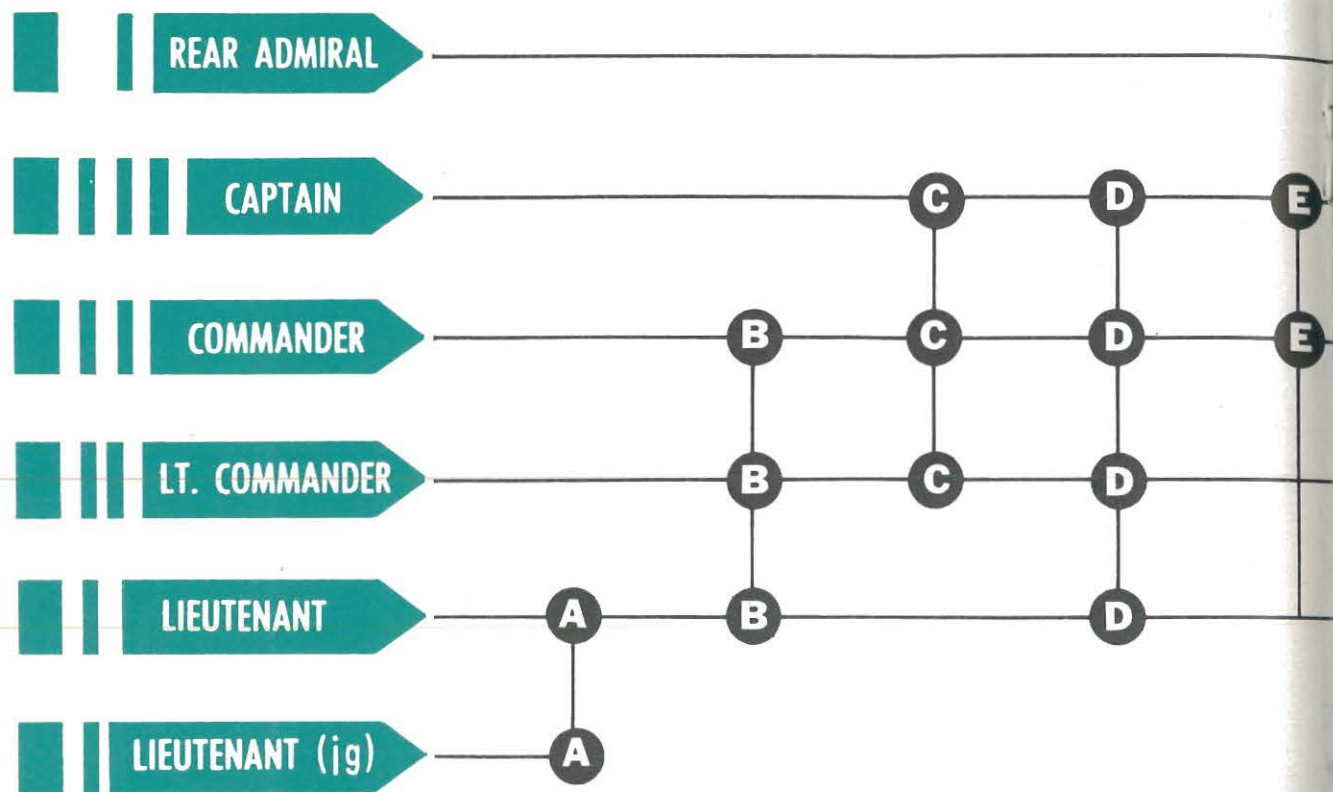 REAR ADMIRAL
CAPTAIN C D E
COMMANDER B C D E
LT. COMMANDER B C D
LIEUTENANT A B D
LIEUTENANT (jg) A